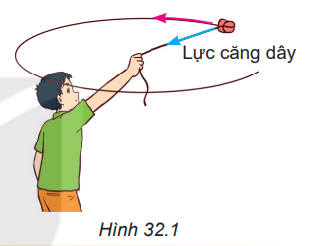 Lực căng dây
Hình 32.1